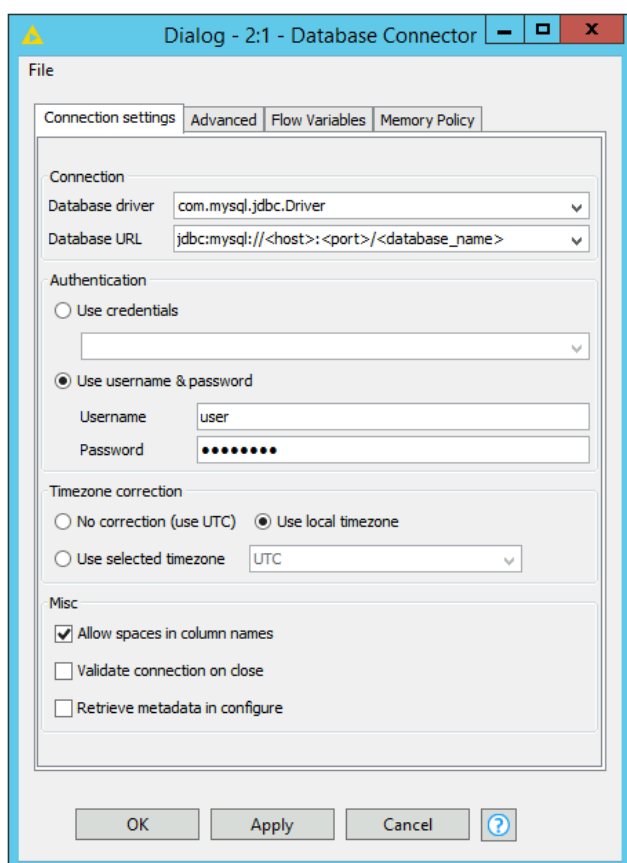 Dialog - 2:1 - Database Connector
File
Connection settings Advanced Flow Variables Memory Policy
Connection
Database driver com.mysql.jdbc.Driver
Database URL jdbc:mysql://<host>:<port>/<database_name>
Authentication
Use credentials
Use username & password
Username user
Password ••••••••
Timezone correction
No correction (use UTC) Use local timezone
Use selected timezone UTC
Misc
Allow spaces in column names
Validate connection on close
Retrieve metadata in configure
OK Apply Cancel ?